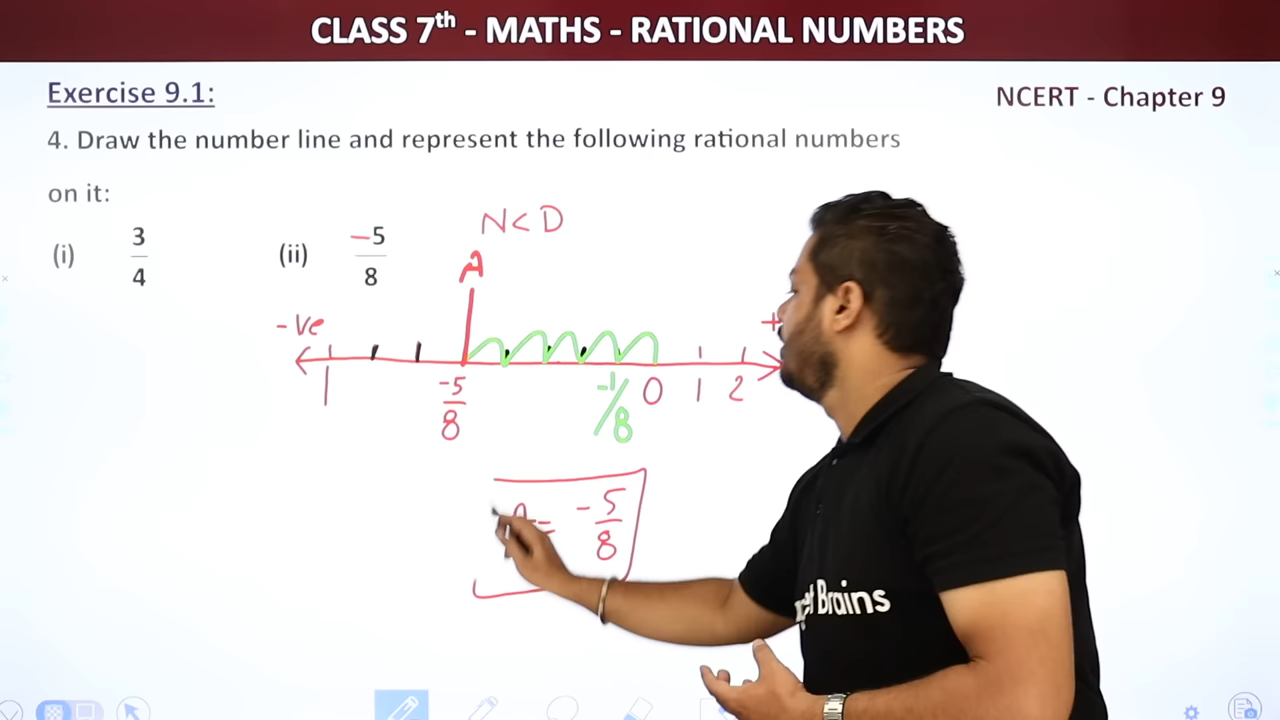 CLASS 7th - MATHS - RATIONAL NUMBERS
Exercise 9.1:
NCERT - Chapter 9
4. Draw the number line and represent the following rational numbers
on it:
(i) 3/4 (ii) -5/8
N<D
A
-ve +
1 -5/8 -1/8 0 1 2
A = -5/8
Brains